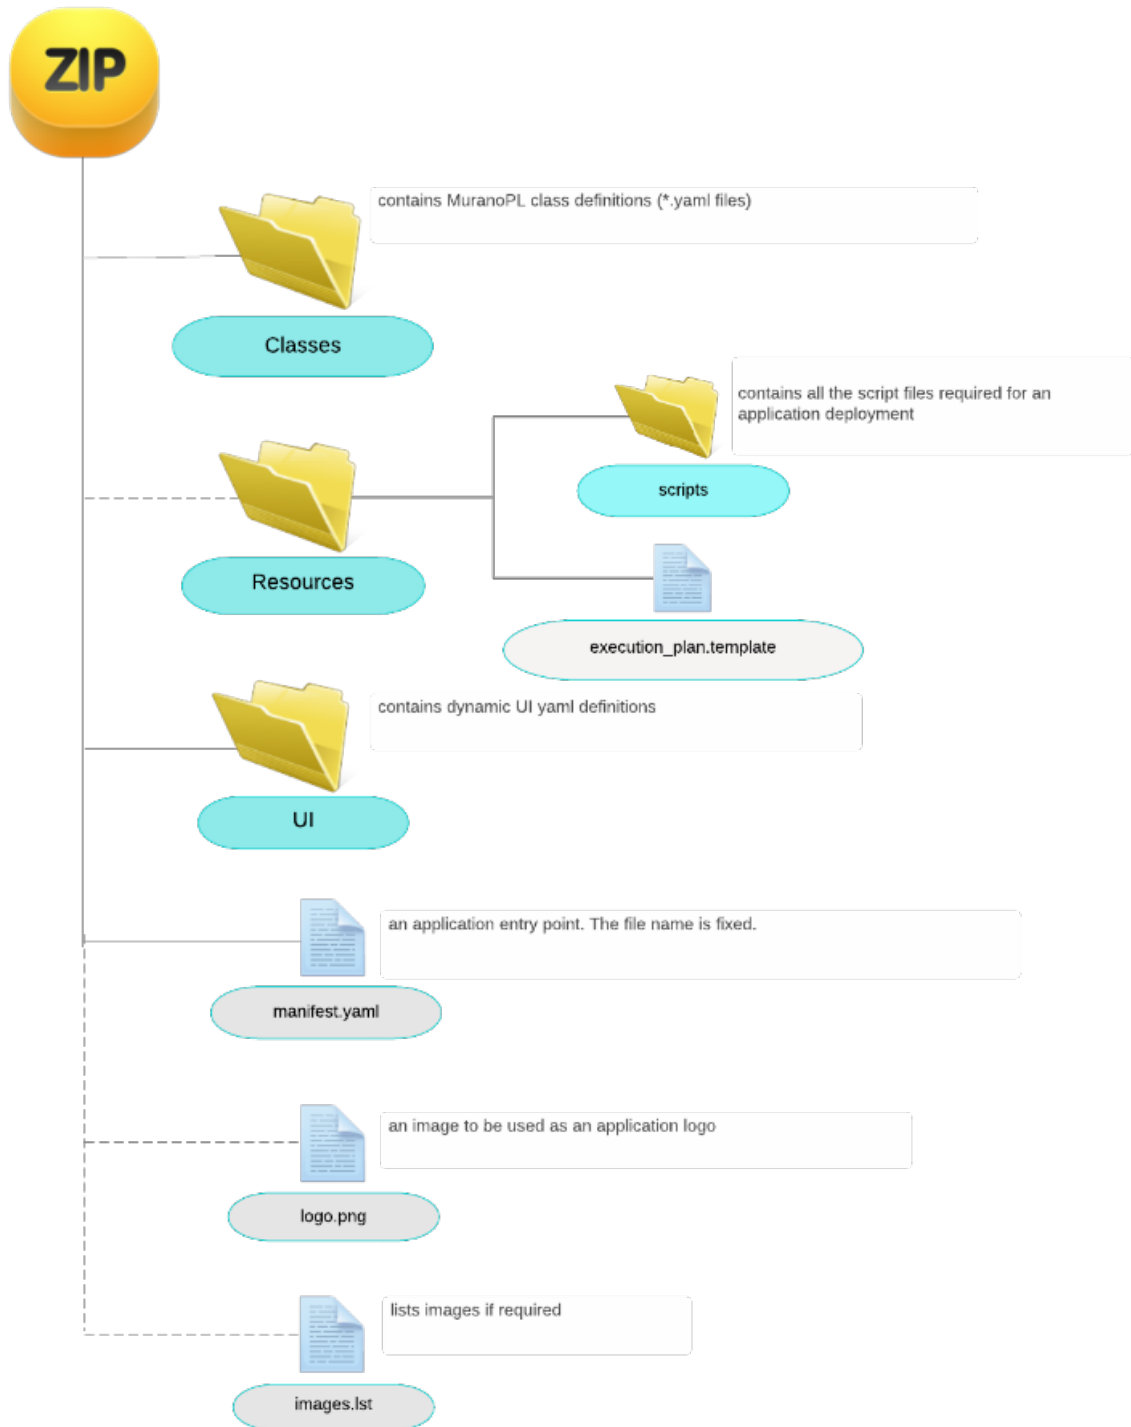 ZIP
contains MuranoPL class definitions (*.yaml files)
Classes
contains all the script files required for an
application deployment
scripts
Resources
execution_plan.template
contains dynamic UI yaml definitions
UI
an application entry point. The file name is fixed.
manifest.yaml
an image to be used as an application logo
logo.png
lists images if required
images.lst